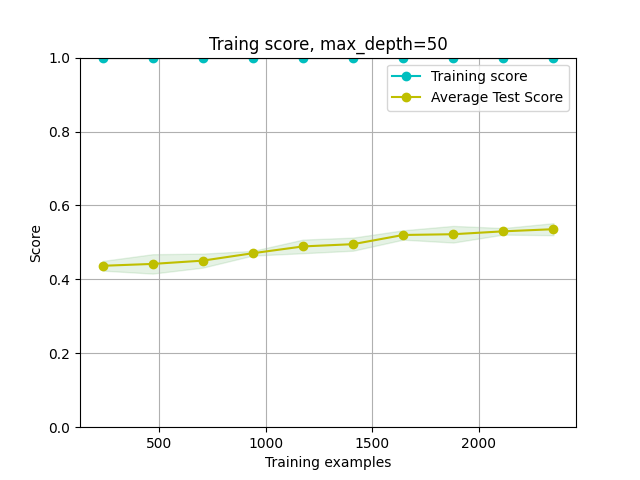 Traing score, max_depth=50
1.0
0.8
0.6
0.4
0.2
0.0
Score
Training score
Average Test Score
500
1000
1500
2000
Training examples